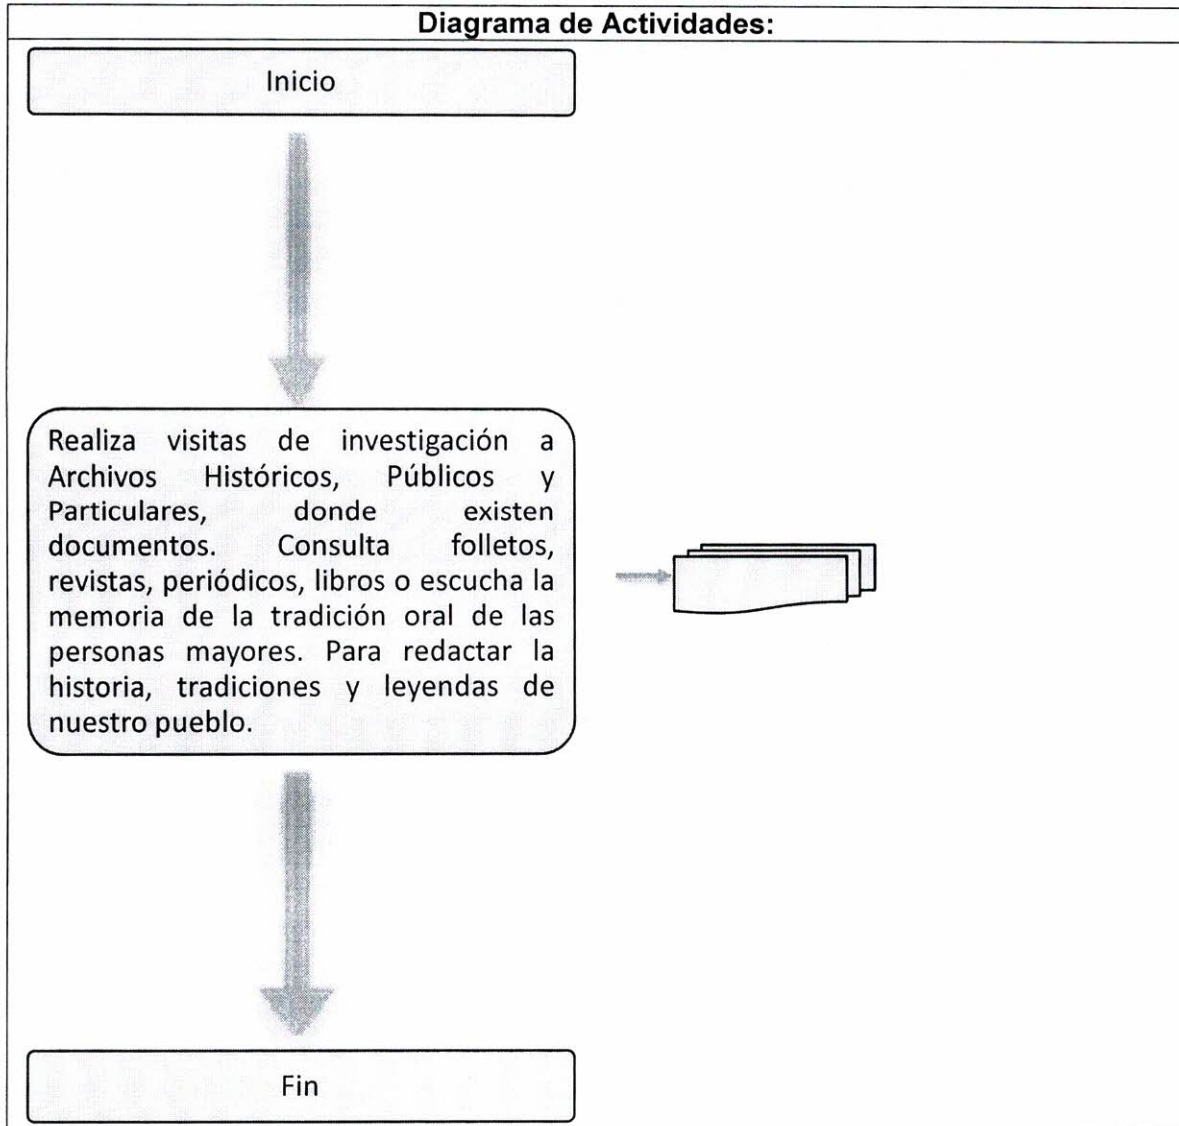 Diagrama de Actividades:
Inicio
Realiza visitas de investigación a
Archivos Históricos, Públicos y
Particulares, donde existen
documentos. Consulta folletos,
revistas, periódicos, libros o escucha la
memoria de la tradición oral de las
personas mayores. Para redactar la
historia, tradiciones y leyendas de
nuestro pueblo.
Fin